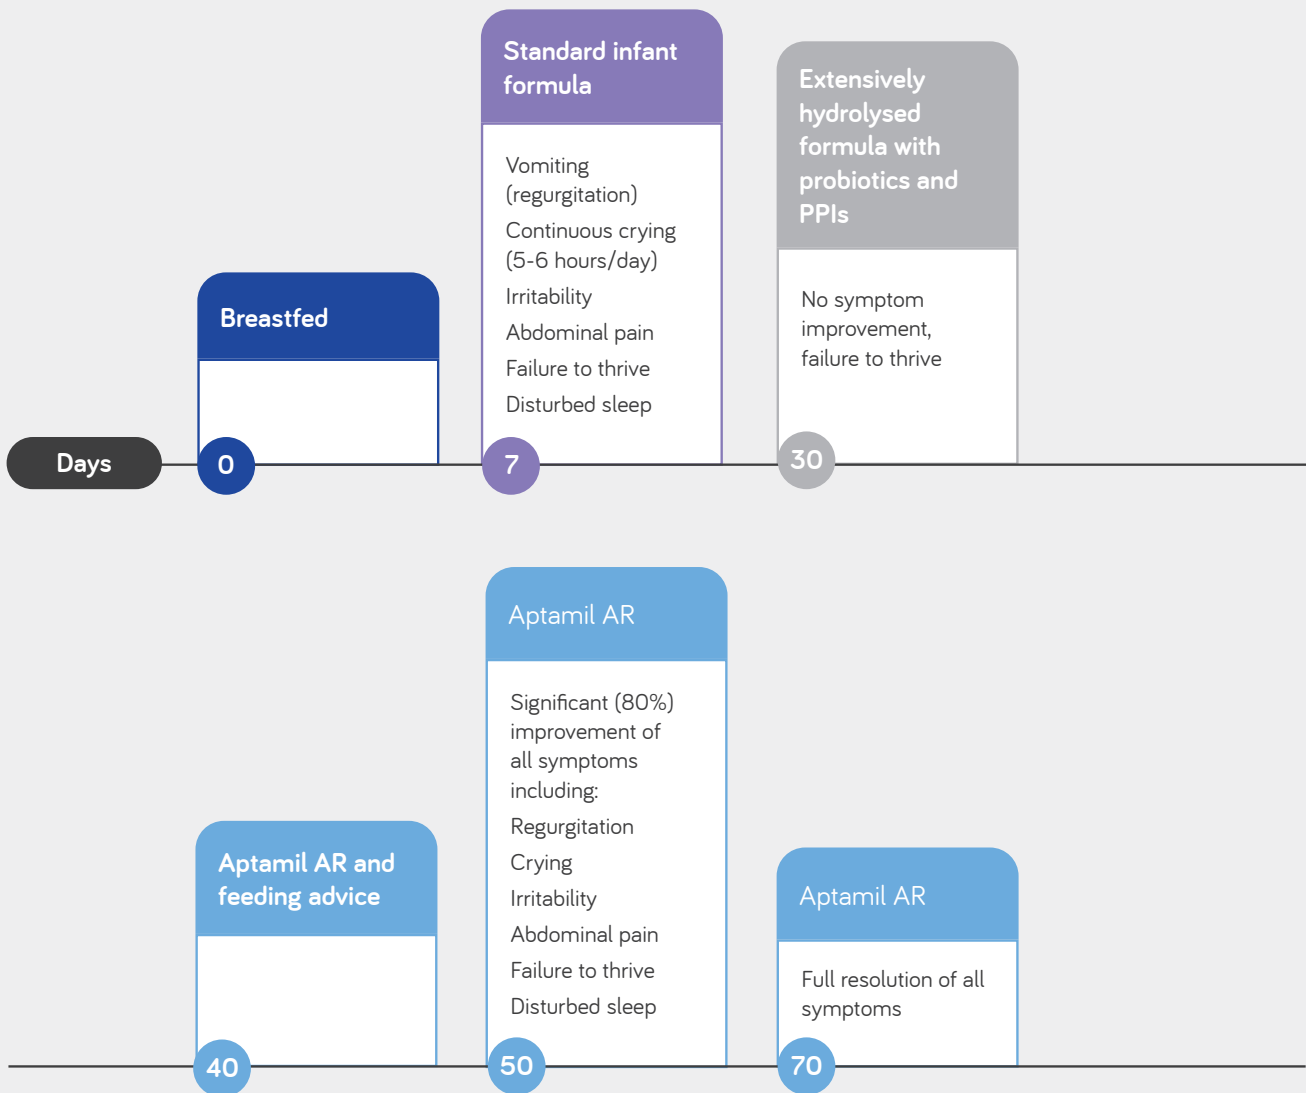 Days
Breastfed
0
Standard infant
formula
Vomiting
(regurgitation)
Continuous crying
(5-6 hours/day)
Irritability
Abdominal pain
Failure to thrive
Disturbed sleep
7
Extensively
hydrolysed
formula with
probiotics and
PPIs
No symptom
improvement,
failure to thrive
30
Aptamil AR and
feeding advice
40
Aptamil AR
Significant (80%)
improvement of
all symptoms
including:
Regurgitation
Crying
Irritability
Abdominal pain
Failure to thrive
Disturbed sleep
50
Aptamil AR
Full resolution of all
symptoms
70